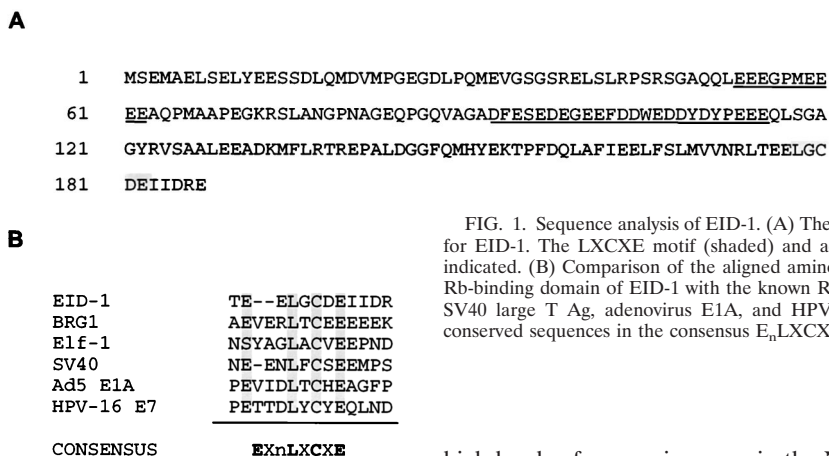 A
1 MSEMAELSELYEESSDLQMDVMPGEGDLPQMEVGSGSRELSLRPSRSGAQQLEEEGPMEE
61 EEAQPMAAPEGKRSLANGPNAGEQPGQVAGADFESEDEGEEFDDWEDDYDYPEEEQLSGA
121 GYRVSAALEEADKMFLRTREPALDGGFQMHYEKTPFDQLAFIEELFSLMVVNRLTEELGC
181 DEIIDRE
B
EID-1 TE--ELGCDEIIDR
BRG1 AEVERLTCEEEEEK
Elf-1 NSYAGLACVEEPND
SV40 NE-ENLFCSEEMPS
Ad5 E1A PEVIDLTCHEAGFP
HPV-16 E7 PETTDLYCYEQLND
CONSENSUS EXnLXCXE
FIG. 1. Sequence analysis of EID-1. (A) The
for EID-1. The LXCXE motif (shaded) and a
indicated. (B) Comparison of the aligned amin
Rb-binding domain of EID-1 with the known R
SV40 large T Ag, adenovirus E1A, and HPV
conserved sequences in the consensus EnLXCX